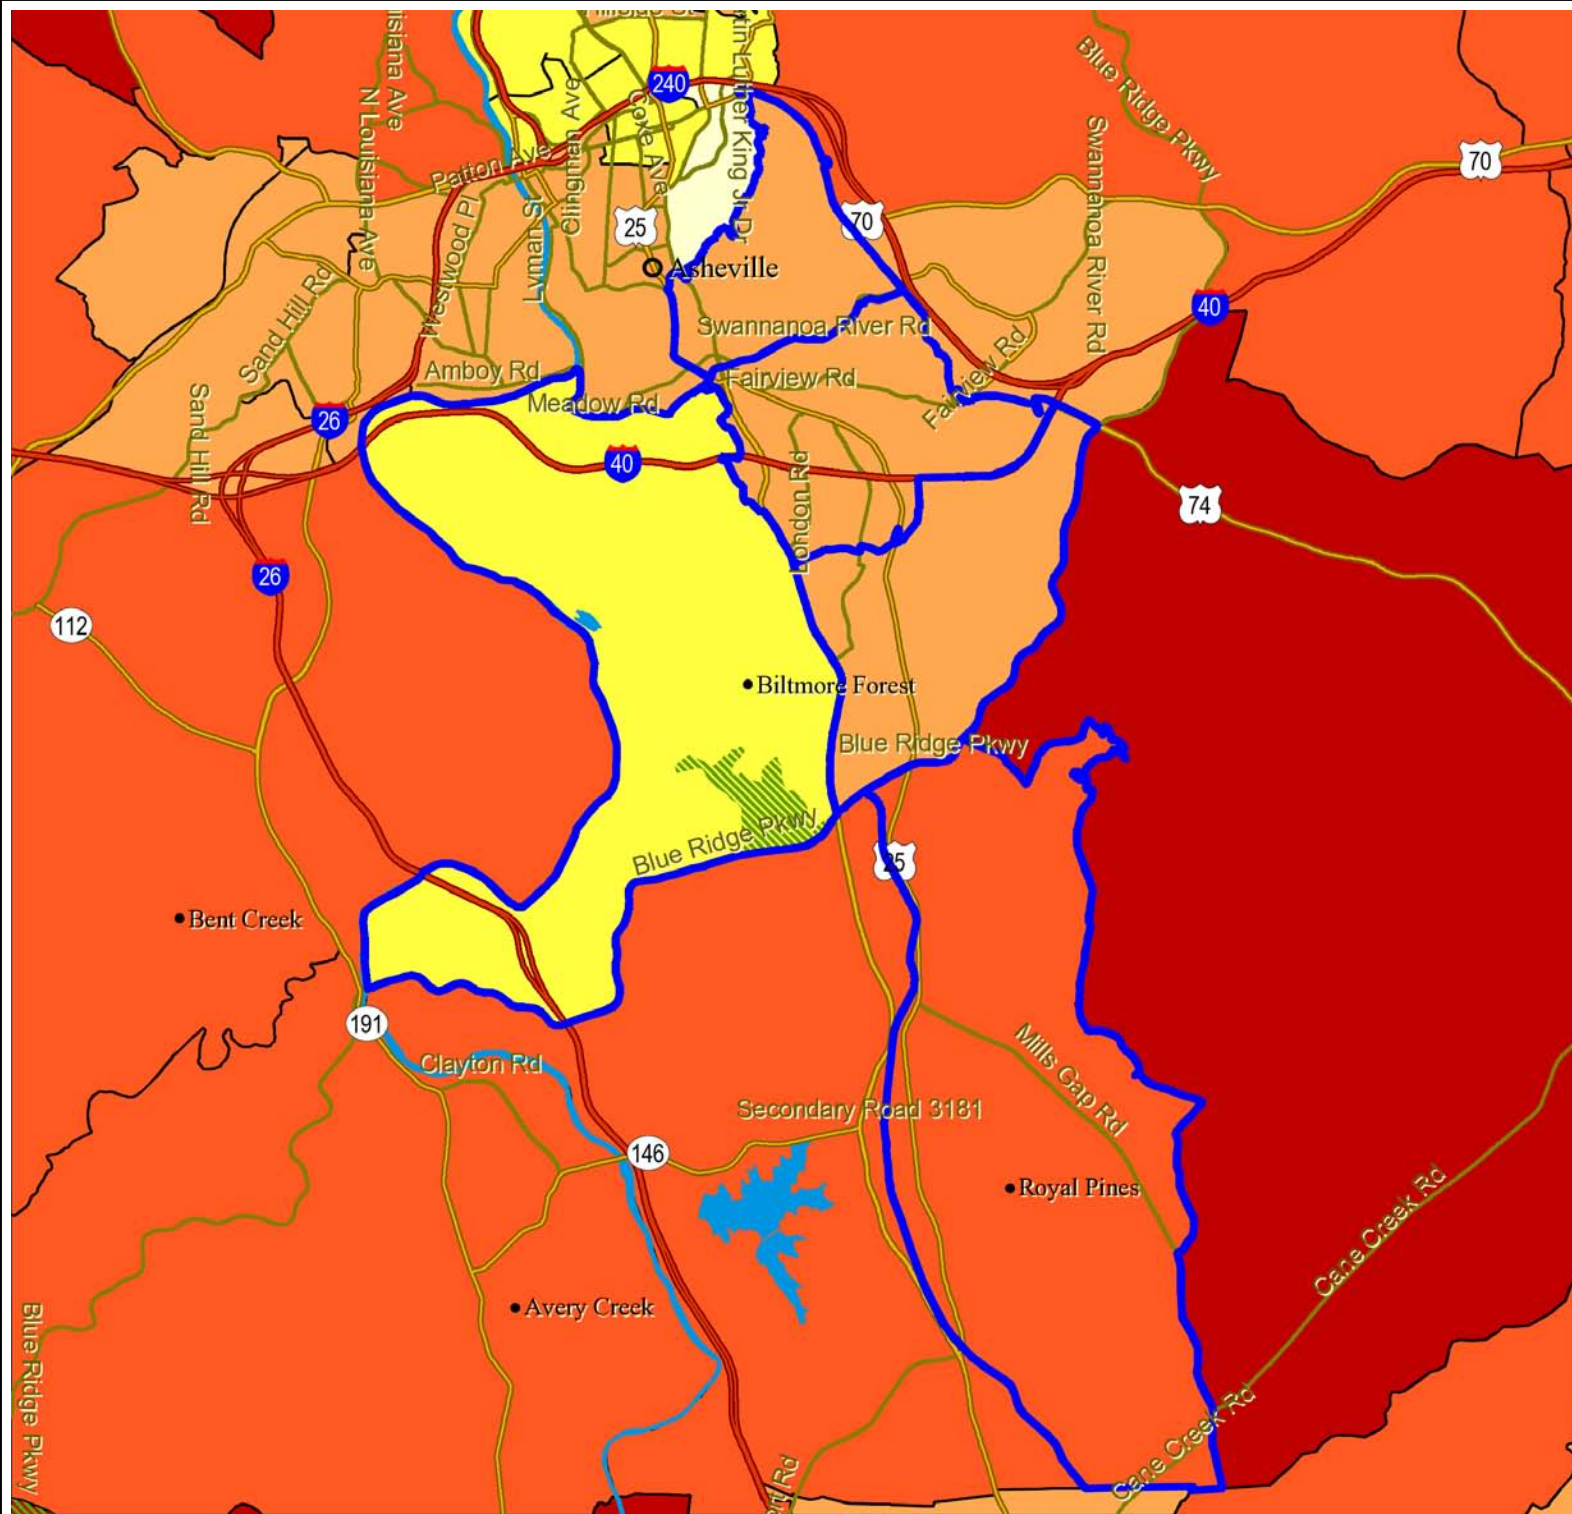 Hillside St
240
Blue Ridge Pkwy
N Louisiana Ave
Clingman Ave
Coxe Ave
Martin Luther King Jr Dr
Swannanoa River Rd
70
Patton Ave
Westwood Pl
Lyman St
25
70
Asheville
Sand Hill Rd
40
Swannanoa River Rd
Fairview Rd
Amboy Rd
Fairview Rd
Meadow Rd
Sand Hill Rd
26
40
London Rd
74
26
112
Biltmore Forest
Blue Ridge Pkwy
Blue Ridge Pkwy
25
Bent Creek
191
Clayton Rd
Mills Gap Rd
Secondary Road 3181
146
Royal Pines
Cane Creek Rd
Avery Creek
Blue Ridge Pkwy
Cane Creek Rd